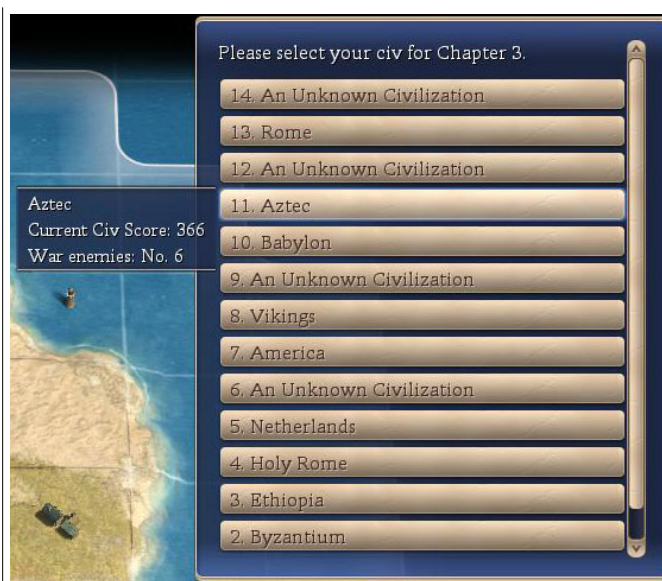 Please select your civ for Chapter 3.
14. An Unknown Civilization
13. Rome
12. An Unknown Civilization
Aztec
Current Civ Score: 366
War enemies: No. 6
11. Aztec
10. Babylon
9. An Unknown Civilization
8. Vikings
7. America
6. An Unknown Civilization
5. Netherlands
4. Holy Rome
3. Ethiopia
2. Byzantium